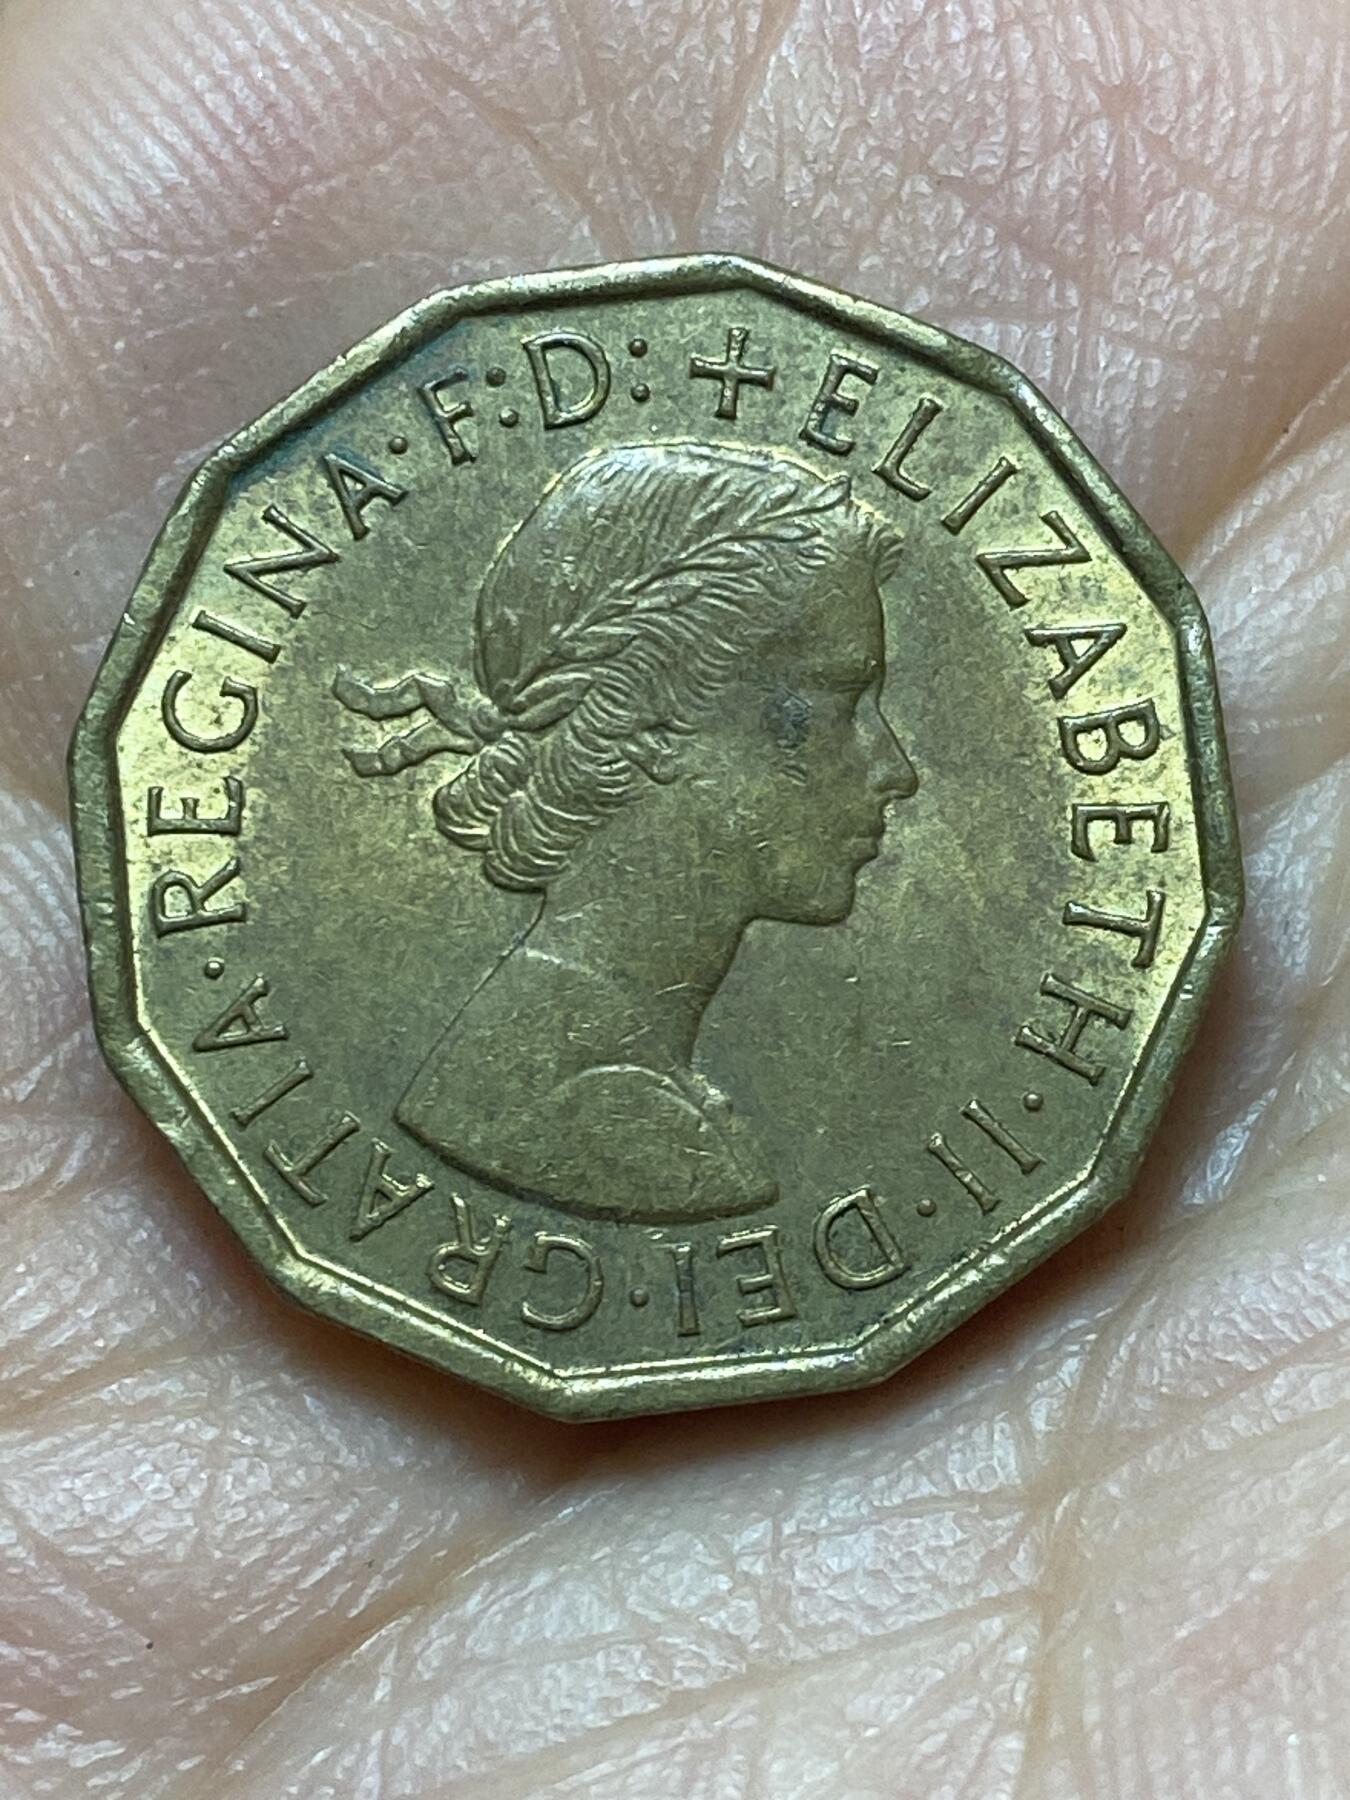 + ELIZABETH · II · DEI · GRATIA · REGINA · F: D: